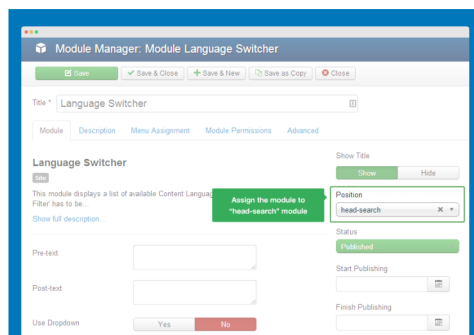 Module Manager: Module Language Switcher
Save
Save & Close
Save & New
Save as Copy
Close
Title *
Language Switcher
Module
Description
Menu Assignment
Module Permissions
Advanced
Language Switcher
Site
This module displays a list of available Content Languag
Filter' has to be...
Show full description...
Pre-text
Post-text
Use Dropdown
Yes
No
Assign the module to
"head-search" module
Show Title
Show
Hide
Position
head-search
Status
Published
Start Publishing
Finish Publishing